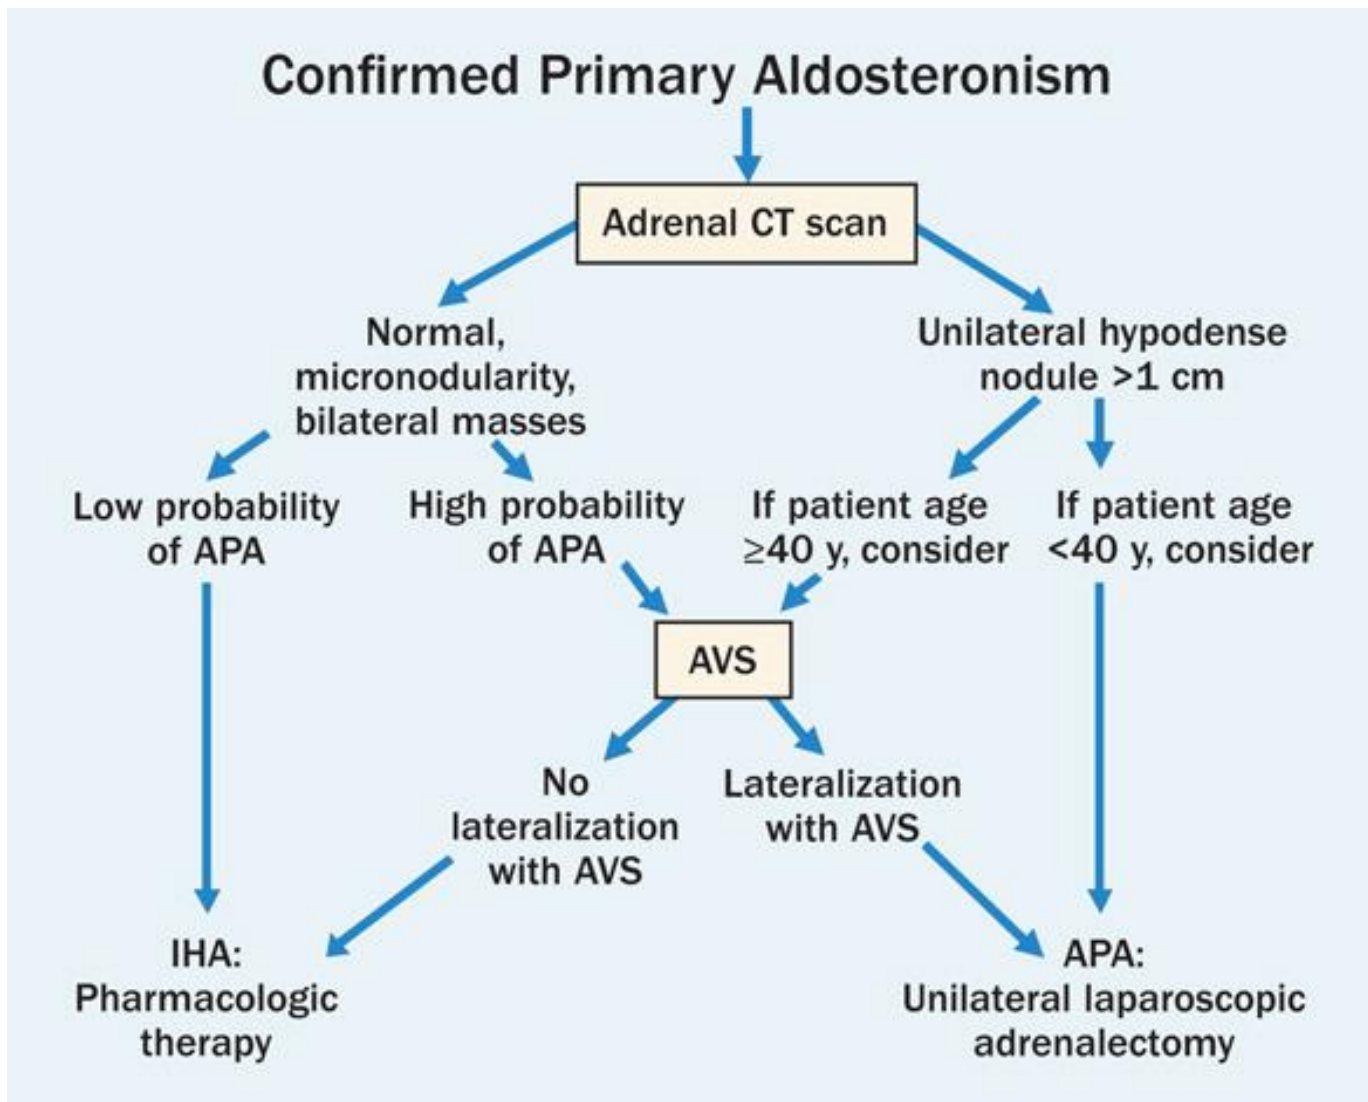 Confirmed Primary Aldosteronism
Adrenal CT scan
Normal,
micronodularity,
bilateral masses
Unilateral hypodense
nodule >1 cm
Low probability
of APA
High probability
of APA
If patient age
≥40 y, consider
If patient age
<40 y, consider
AVS
No
lateralization
with AVS
Lateralization
with AVS
IHA:
Pharmacologic
therapy
APA:
Unilateral laparoscopic
adrenalectomy